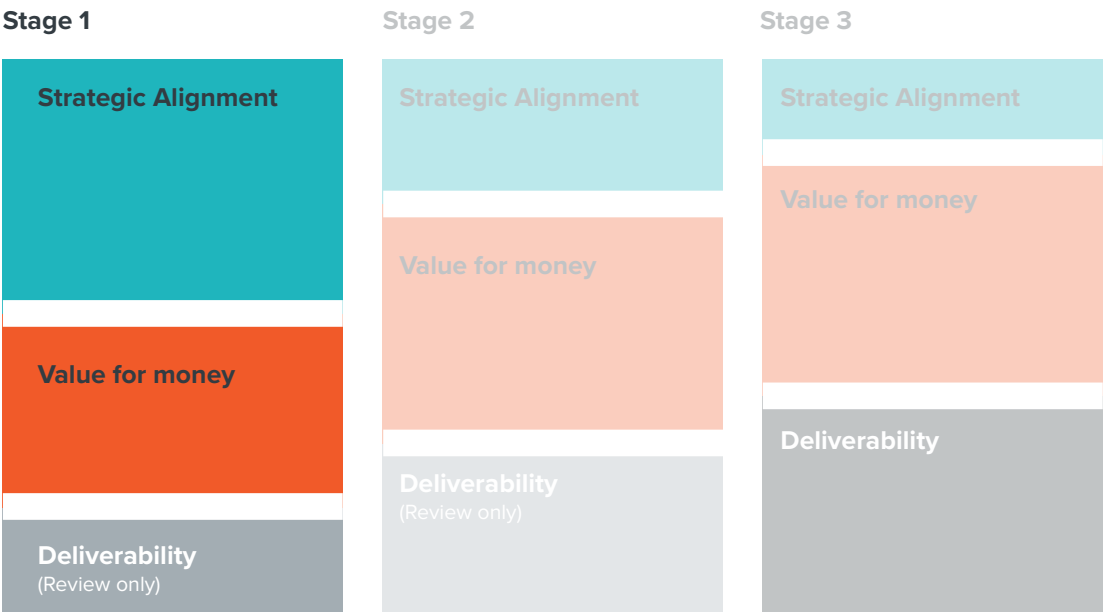 Stage 1
Strategic Alignment
Value for money
Deliverability
(Review only)
Stage 2
Strategic Alignment
Value for money
Deliverability
(Review only)
Stage 3
Strategic Alignment
Value for money
Deliverability